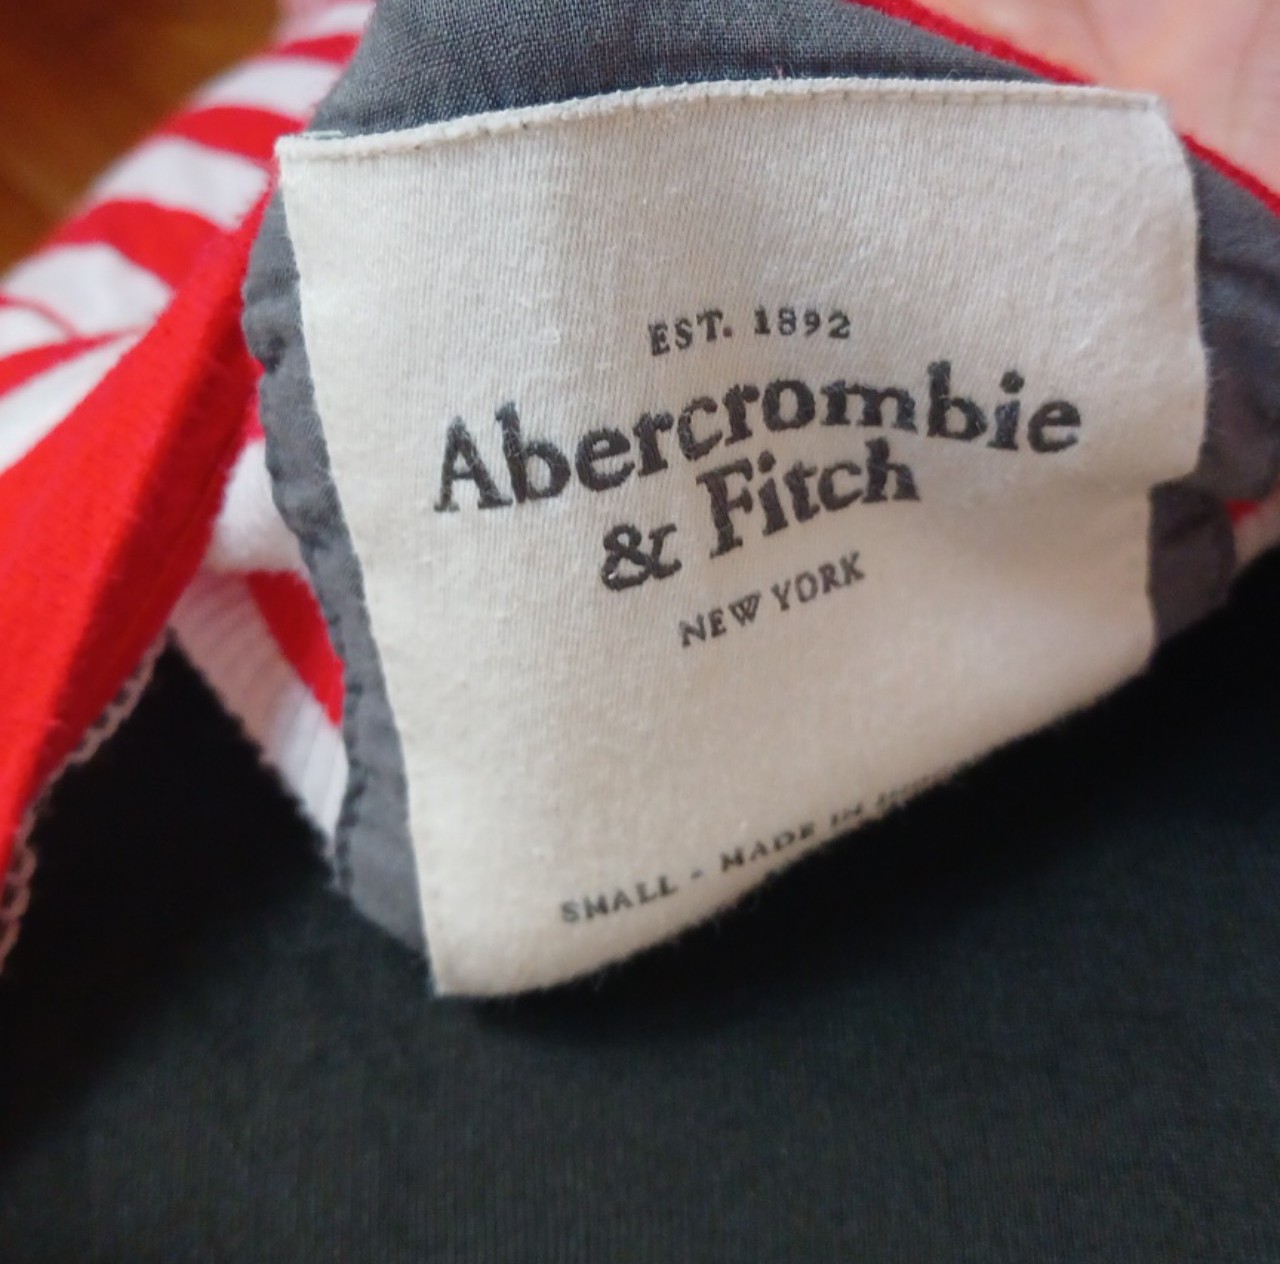 EST. 1892
Abercrombie
& Fitch
NEW YORK
SMALL - MADE IN